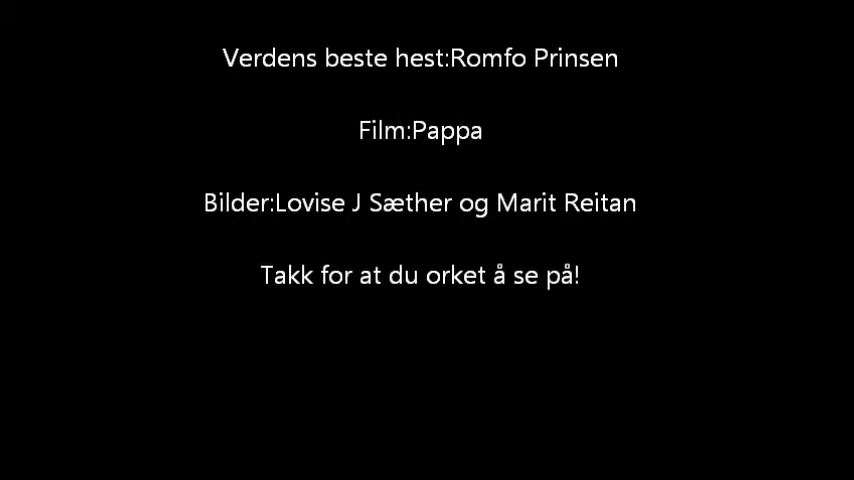 Verdens beste hest:Romfo Prinsen
Film:Pappa
Bilder:Lovise J Sæther og Marit Reitan
Takk for at du orket å se på!